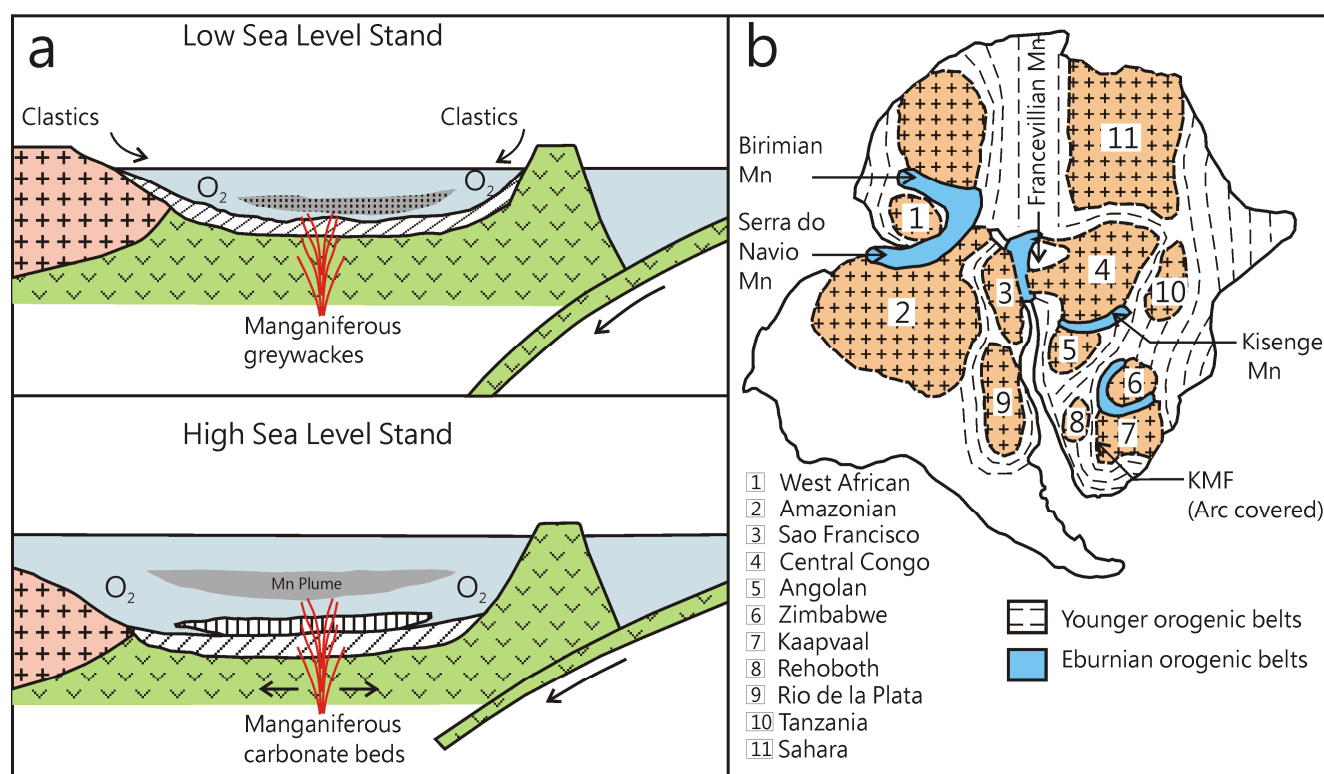 a
Low Sea Level Stand
Clastics
Clastics
O2
O2
Manganiferous
greywackes
High Sea Level Stand
Mn Plume
O2
O2
Manganiferous
carbonate beds
b
Francevillian Mn
11
Birimian
Mn
1
Serra do
Navio
Mn
4
3
10
2
5
Kisenge
Mn
6
9
8
7
KMF
(Arc covered)
1 West African
2 Amazonian
3 Sao Francisco
4 Central Congo
5 Angolan
6 Zimbabwe
7 Kaapvaal
8 Rehoboth
9 Rio de la Plata
10 Tanzania
11 Sahara
Younger orogenic belts
Eburnian orogenic belts